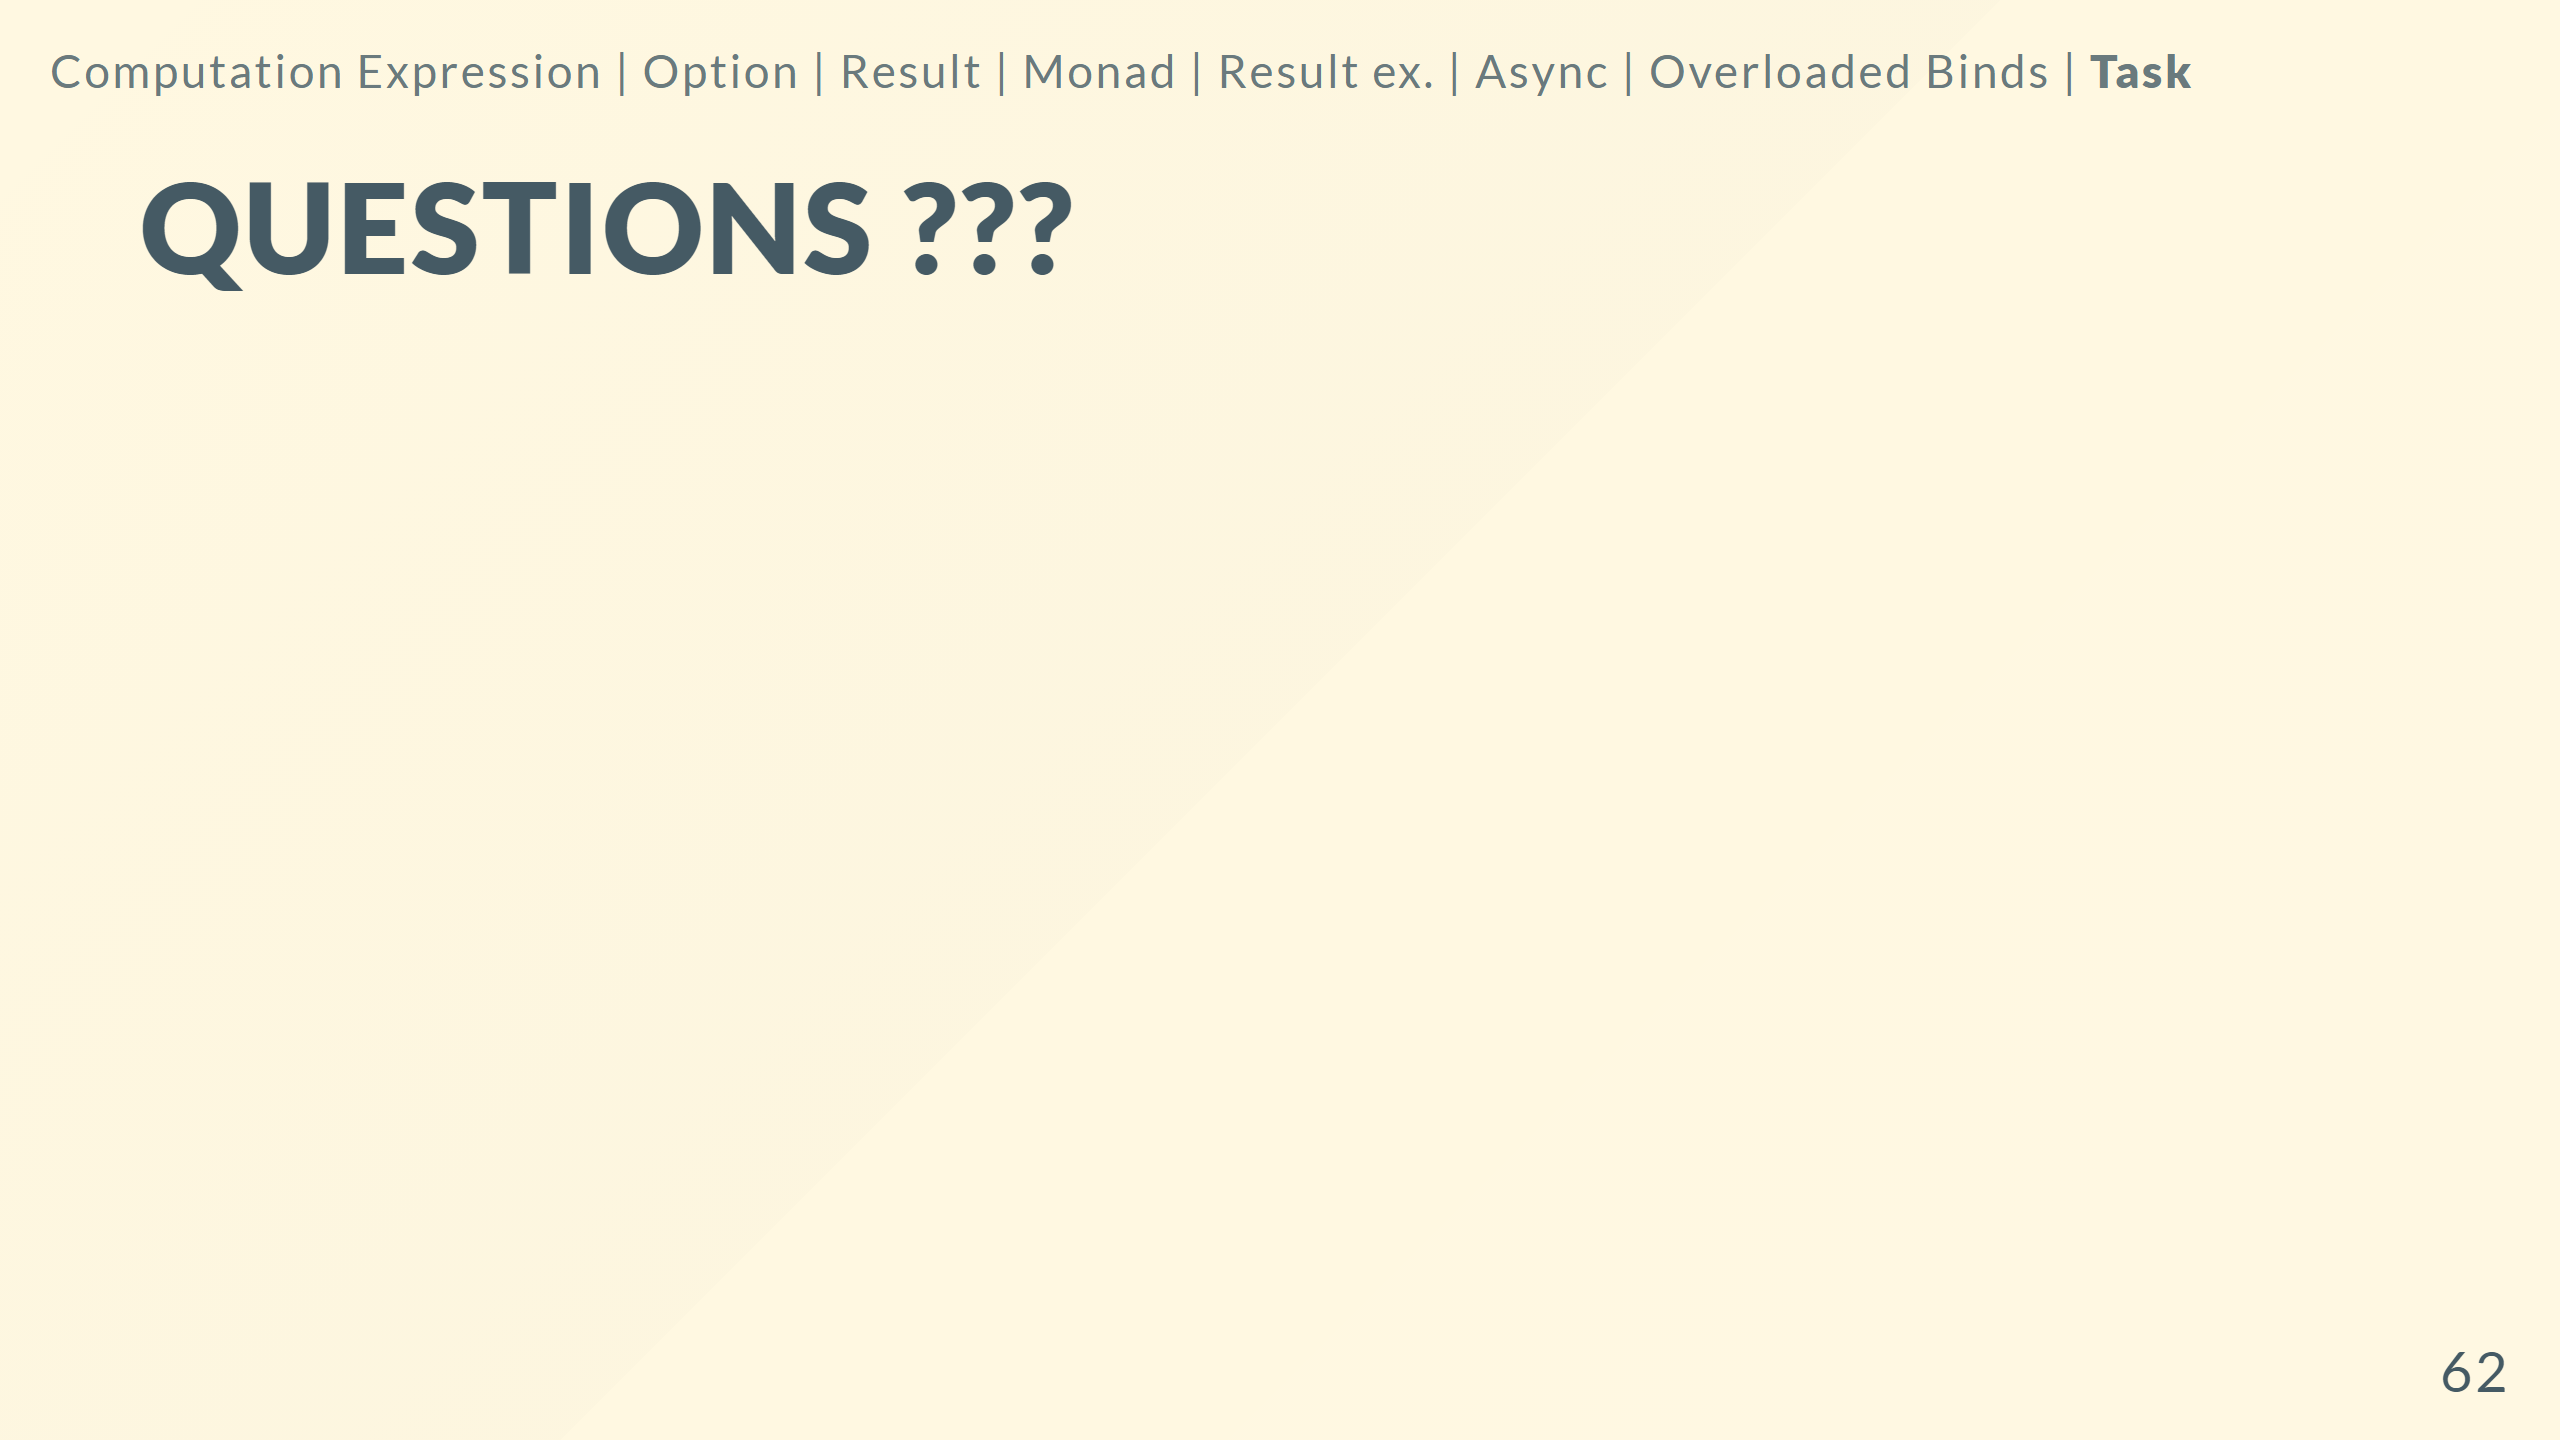 Computation Expression | Option | Result | Monad | Result ex. | Async | Overloaded Binds | Task
QUESTIONS ???
62